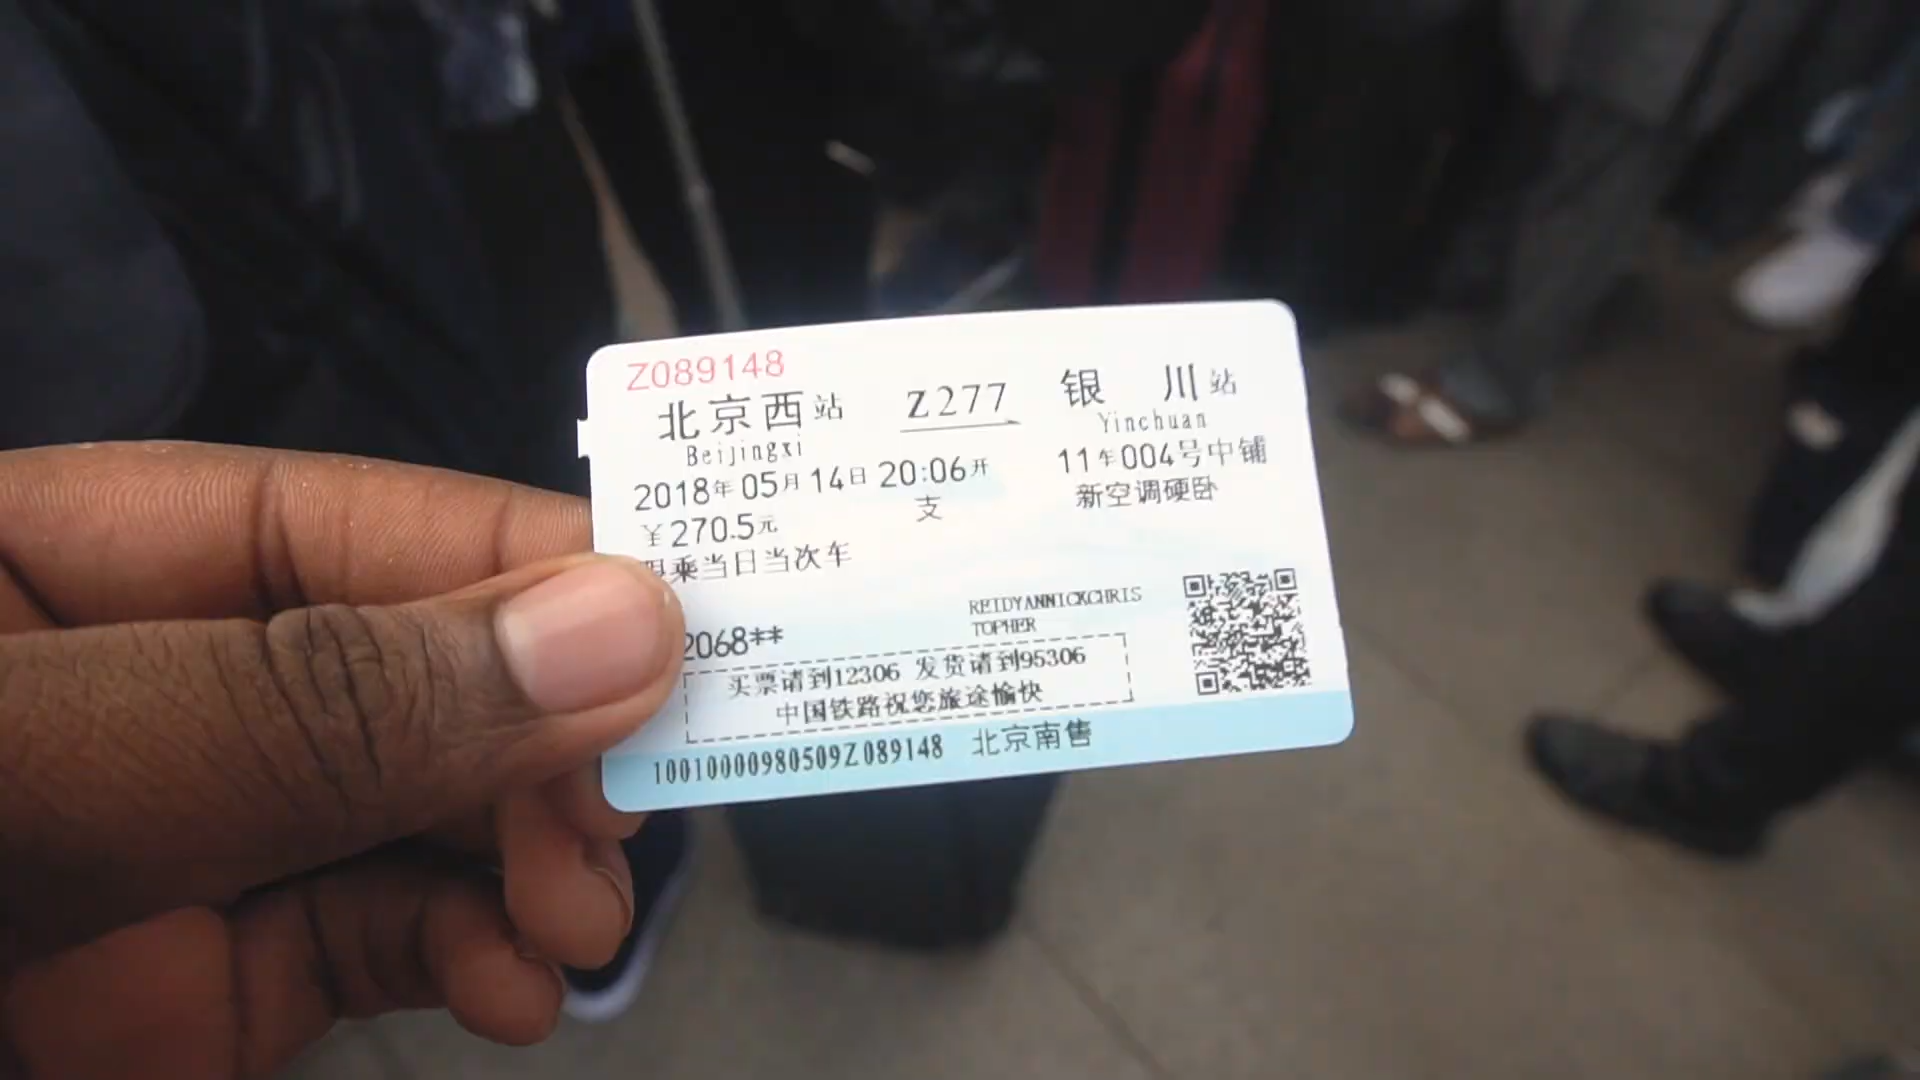 Z089148
北京西站 Z277 银川站
Beijingxi Yinchuan
2018年05月14日20:06开 11车004号中铺
¥270.5元 支 新空调硬卧
限乘当日当次车
2068** REIDYANNICKCHRIS
TOPHER
买票请到12306 发货请到95306
中国铁路祝您旅途愉快
10010000980509Z089148 北京南售